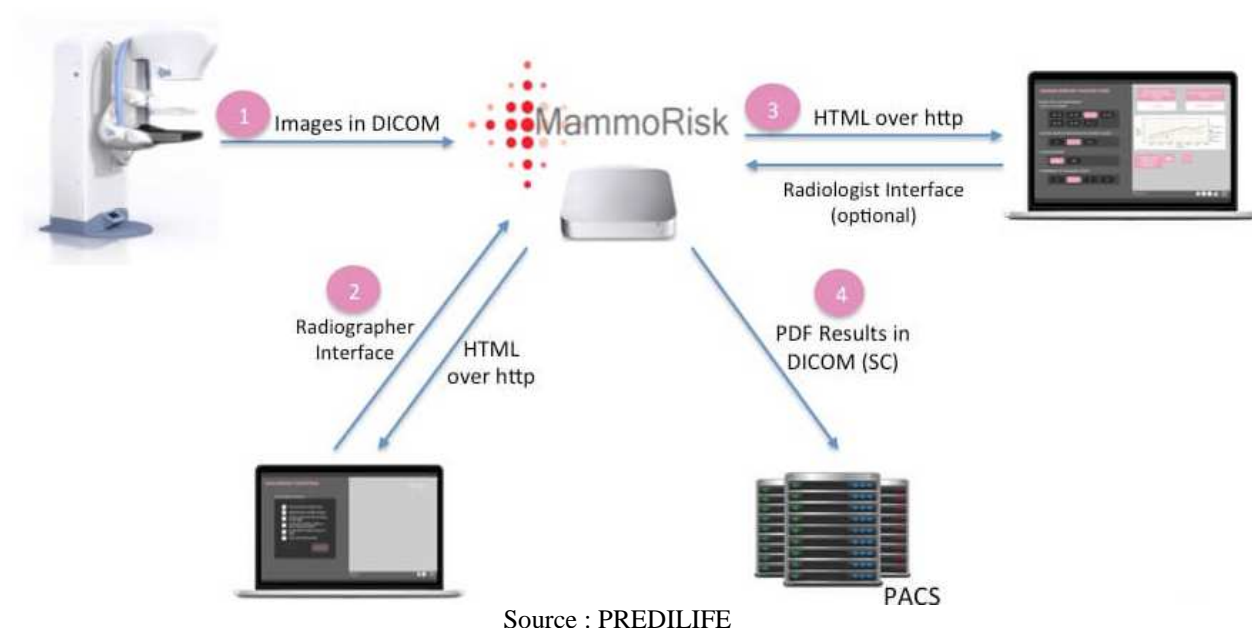 1
Images in DICOM
MammoRisk
3
HTML over http
Radiologist Interface
(optional)
2
Radiographer
Interface
HTML
over http
4
PDF Results in
DICOM (SC)
PACS
Source : PREDILIFE